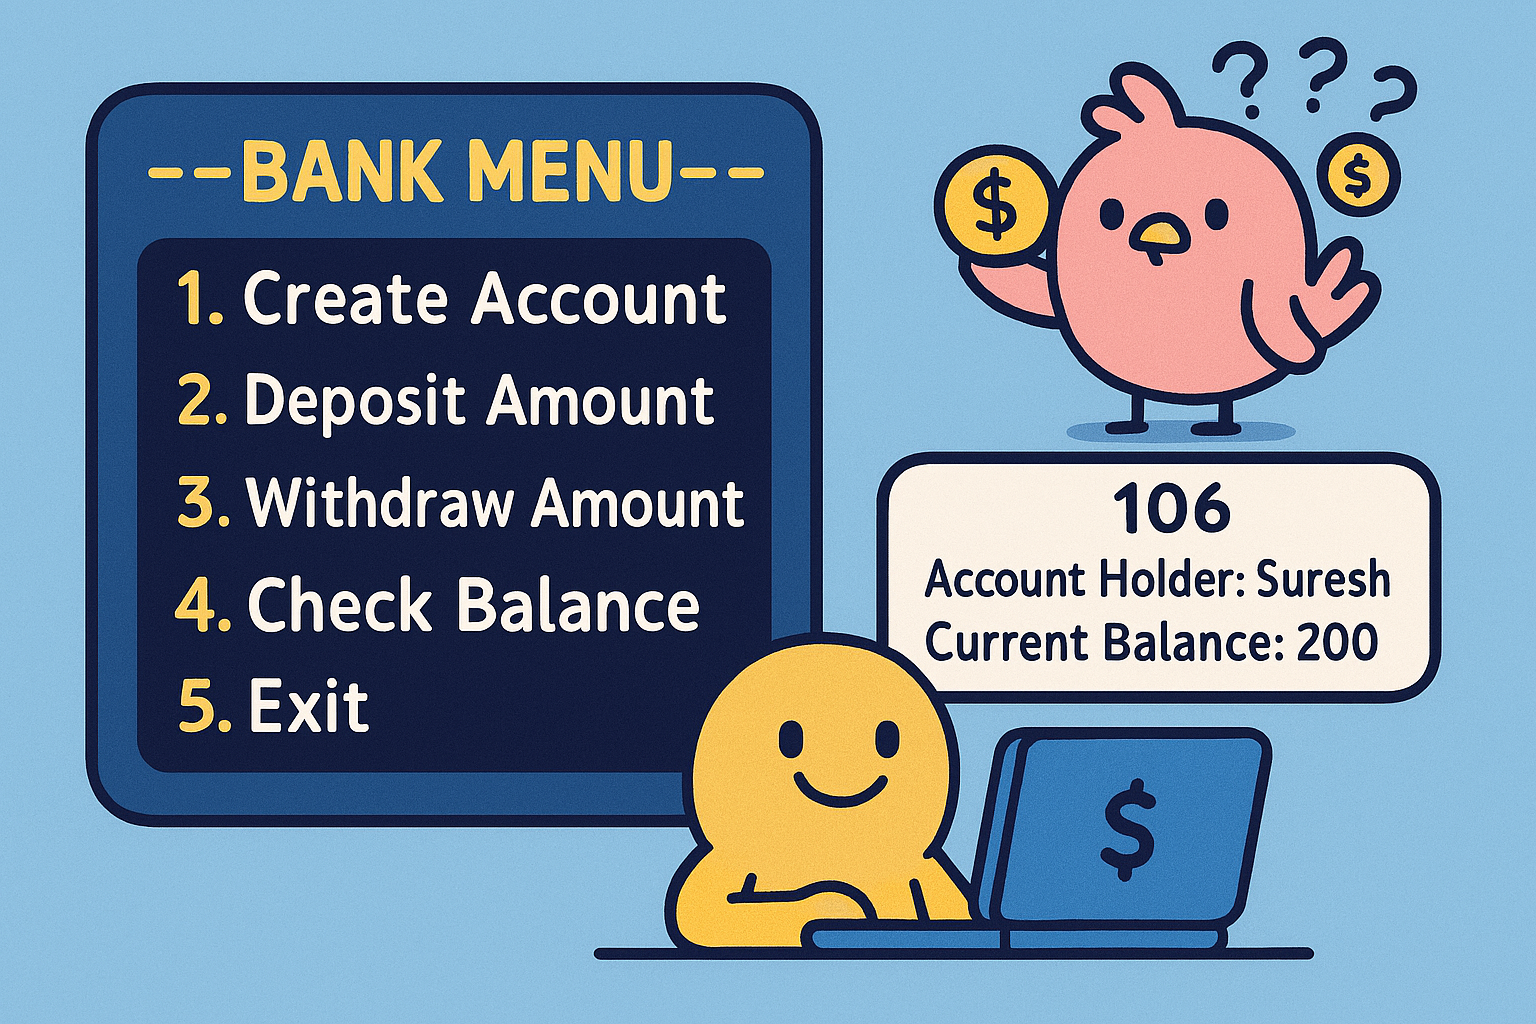 --BANK MENU--
1. Create Account
2. Deposit Amount
3. Withdraw Amount
4. Check Balance
5. Exit
? ? ?
$
$
106
Account Holder: Suresh
Current Balance: 200
$